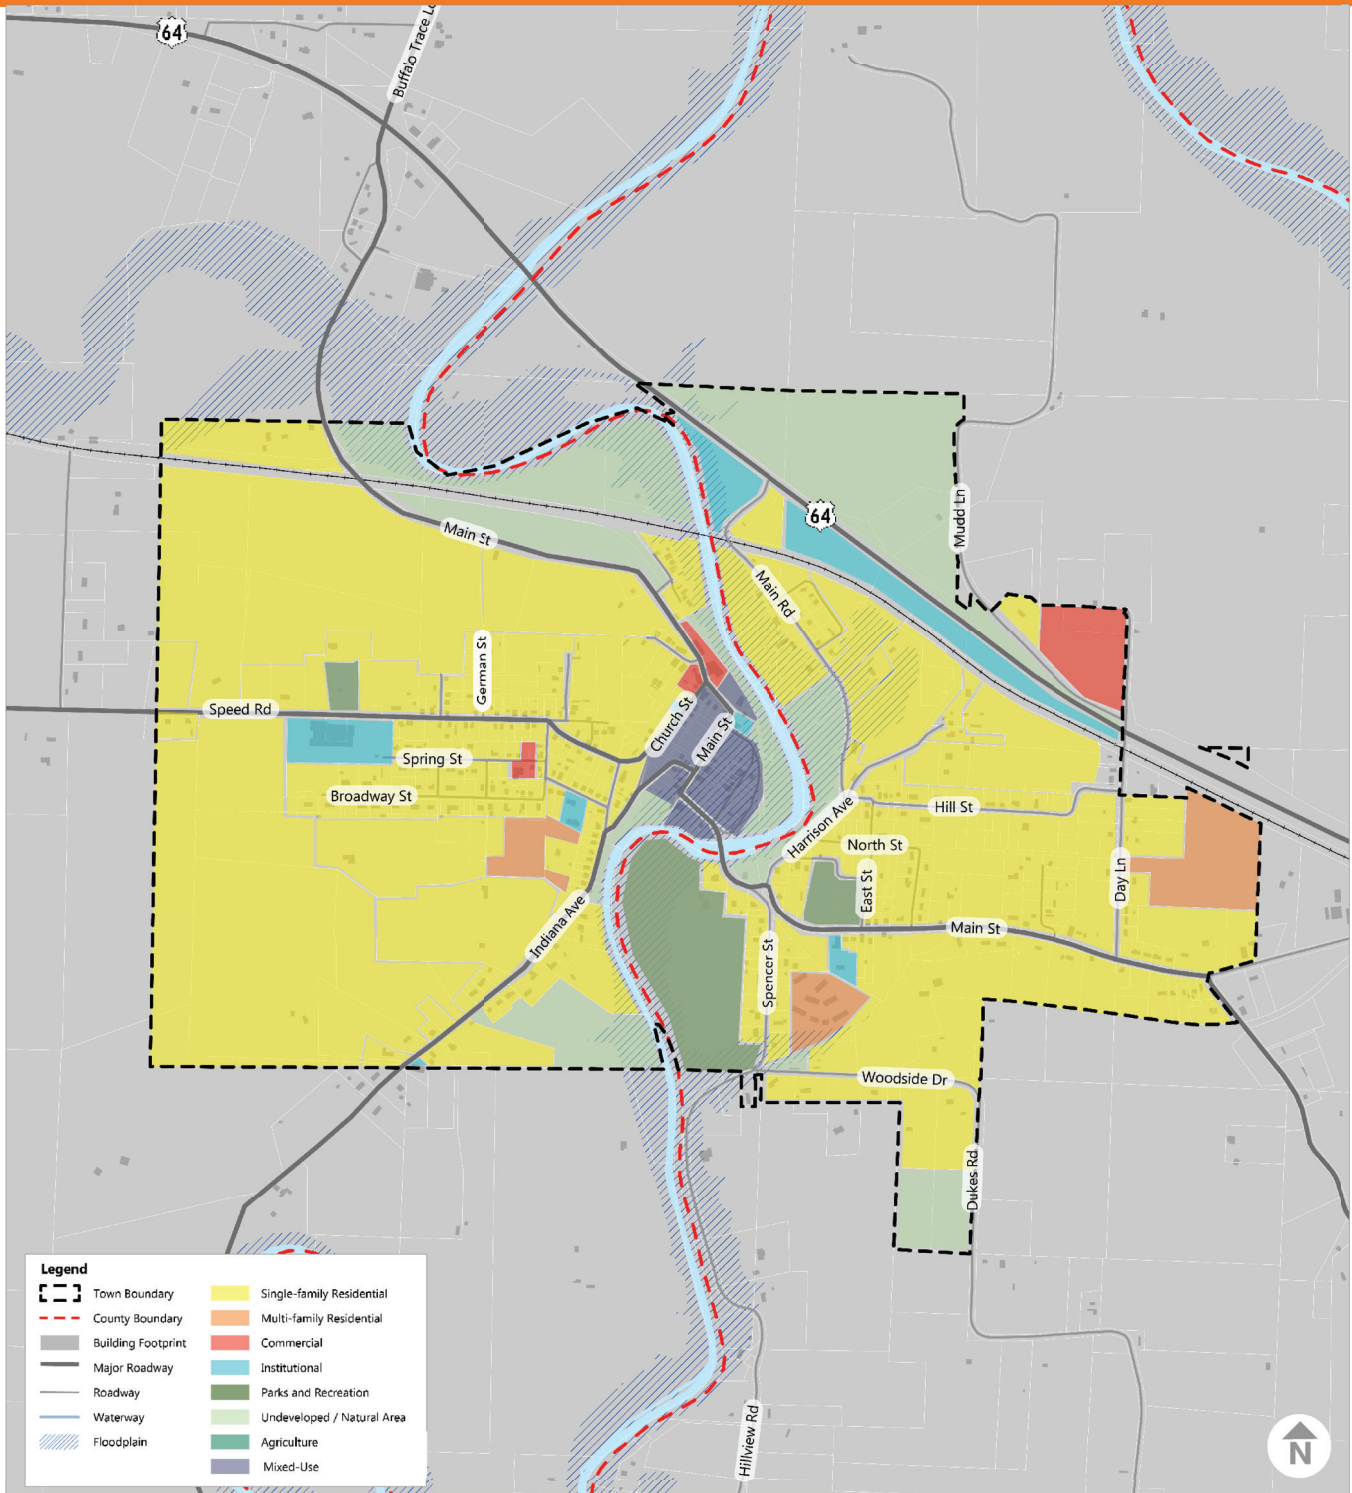 64
Buffalo Trace
64
Mudd Ln
Main St
Main Rd
German St
Speed Rd
Church St
Main St
Spring St
Broadway St
Harrison Ave
Hill St
North St
East St
Day Ln
Indiana Ave
Main St
Spencer St
Woodside Dr
Dukes Rd
Hillview Rd
Legend
Town Boundary
County Boundary
Building Footprint
Major Roadway
Roadway
Waterway
Floodplain
Single-family Residential
Multi-family Residential
Commercial
Institutional
Parks and Recreation
Undeveloped / Natural Area
Agriculture
Mixed-Use
N